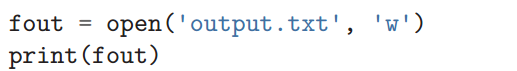 fout = open('output.txt', 'w')
print(fout)